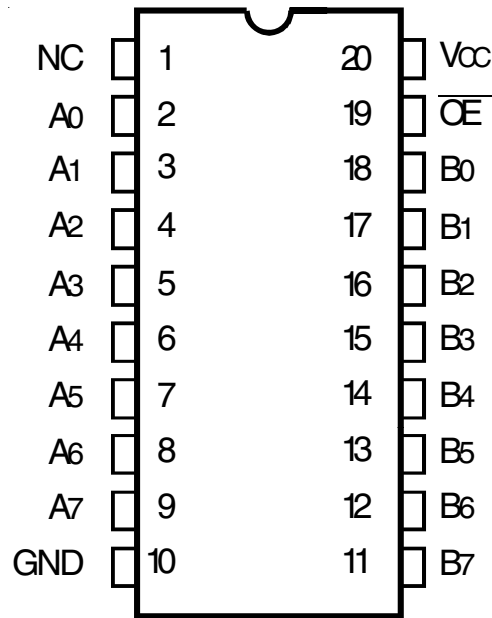 NC 1 20 VCC
A0 2 19 O̅E̅
A1 3 18 B0
A2 4 17 B1
A3 5 16 B2
A4 6 15 B3
A5 7 14 B4
A6 8 13 B5
A7 9 12 B6
GND 10 11 B7